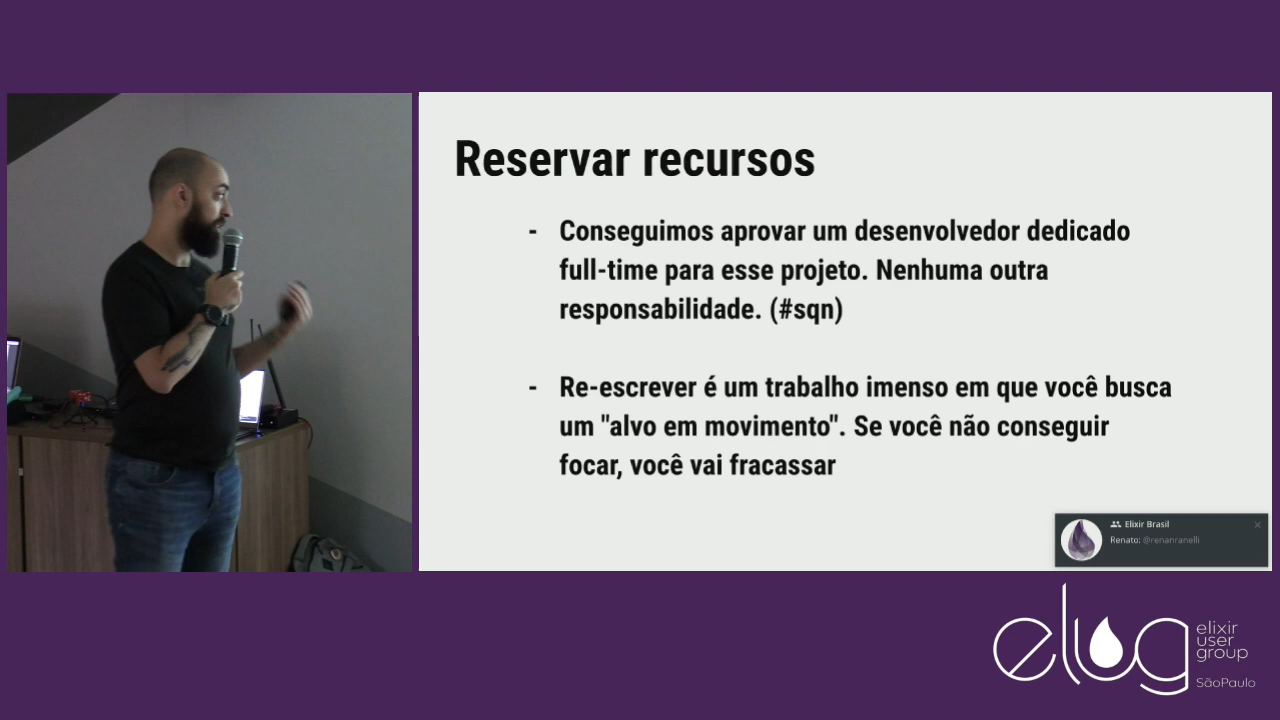 Reservar recursos
- Conseguimos aprovar um desenvolvedor dedicado
full-time para esse projeto. Nenhuma outra
responsabilidade. (#sqn)
- Re-escrever é um trabalho imenso em que você busca
um "alvo em movimento". Se você não conseguir
focar, você vai fracassar
Elixir Brasil
Renato: @renanranelli
elug
elixir
user
group
SãoPaulo